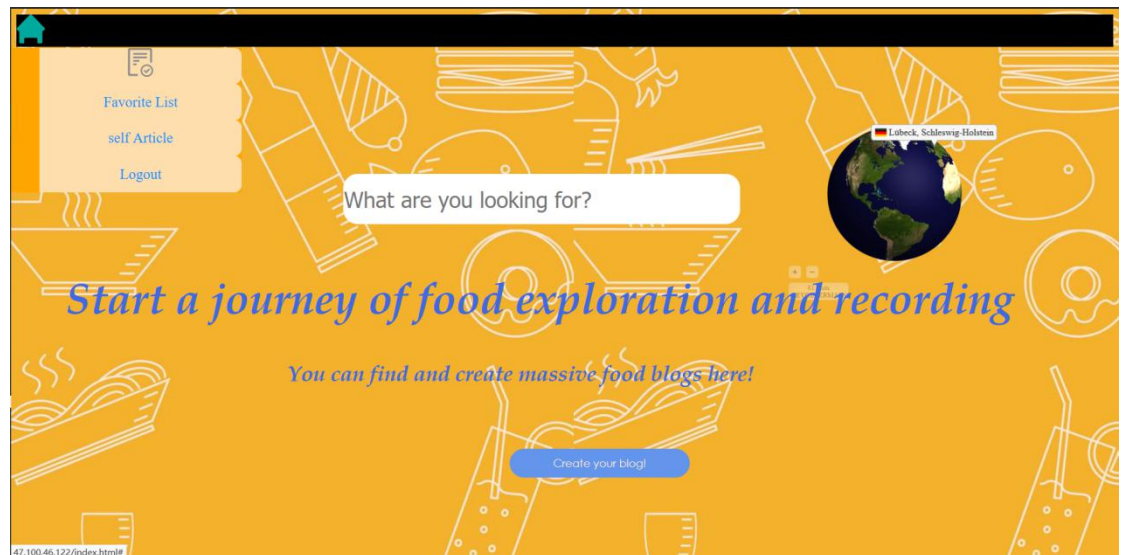 Favorite List
self Article
Logout
Lübeck, Schleswig-Holstein
What are you looking for?
Start a journey of food exploration and recording
You can find and create massive food blogs here!
Create your blog!
47.100.46.122/index.html#